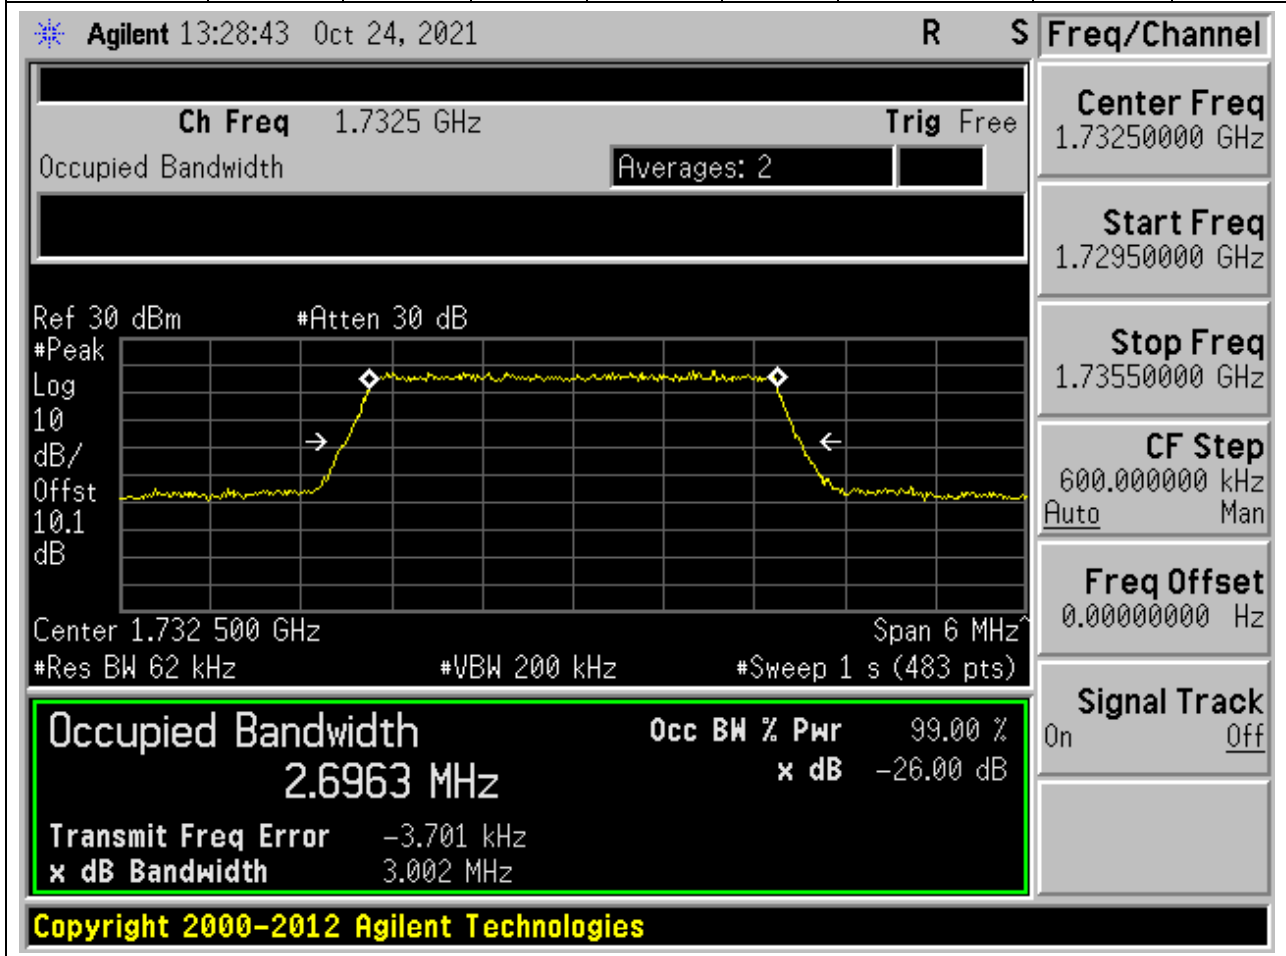 Agilent 13:28:43 Oct 24, 2021 R S Freq/Channel
Ch Freq 1.7325 GHz Trig Free
Occupied Bandwidth Averages: 2
Center Freq
1.73250000 GHz
Start Freq
1.72950000 GHz
Stop Freq
1.73550000 GHz
CF Step
600.000000 kHz
Auto Man
Freq Offset
0.00000000 Hz
Signal Track
On Off
Ref 30 dBm #Atten 30 dB
#Peak
Log
10
dB/
Offst
10.1
dB
Center 1.732 500 GHz Span 6 MHz^
#Res BW 62 kHz #VBW 200 kHz #Sweep 1 s (483 pts)
Occupied Bandwidth Occ BW % Pwr 99.00 %
2.6963 MHz x dB -26.00 dB
Transmit Freq Error -3.701 kHz
x dB Bandwidth 3.002 MHz
Copyright 2000-2012 Agilent Technologies